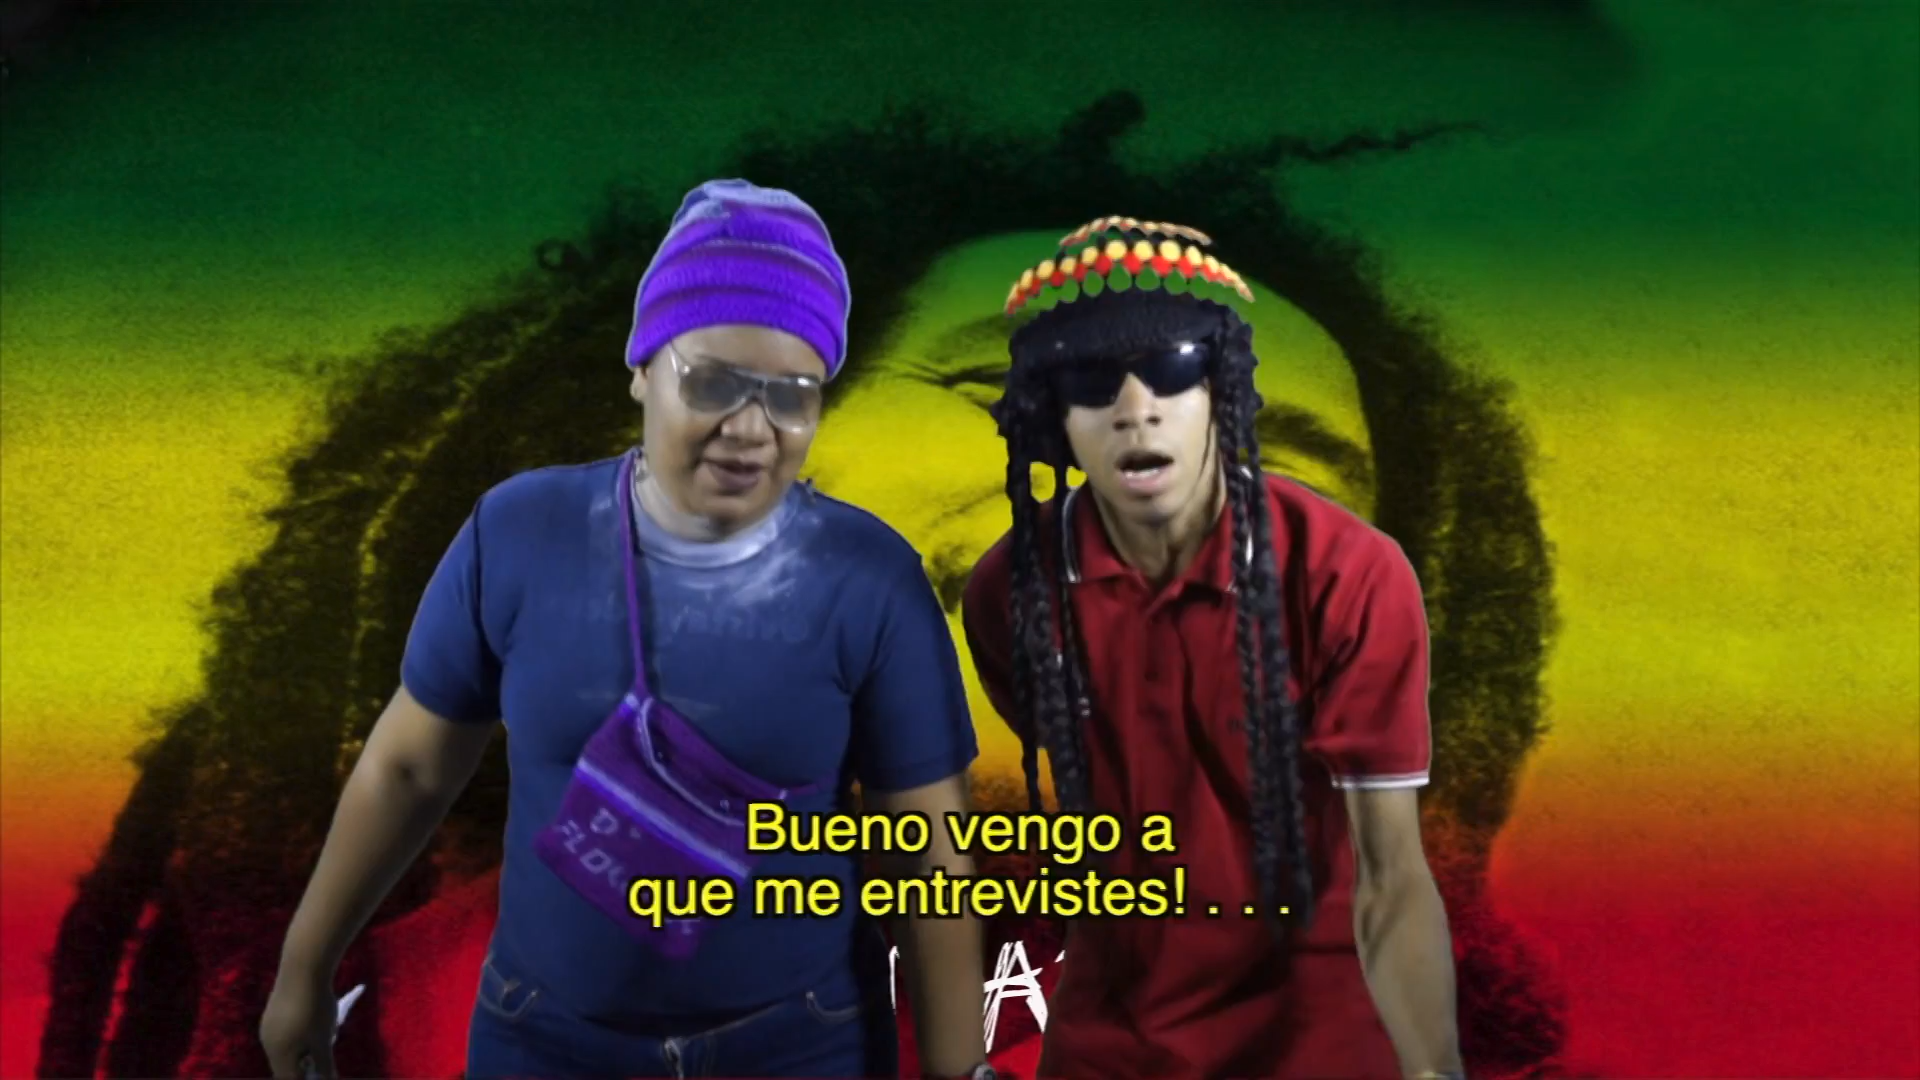 Bueno vengo a
que me entrevistes! . . .
D'